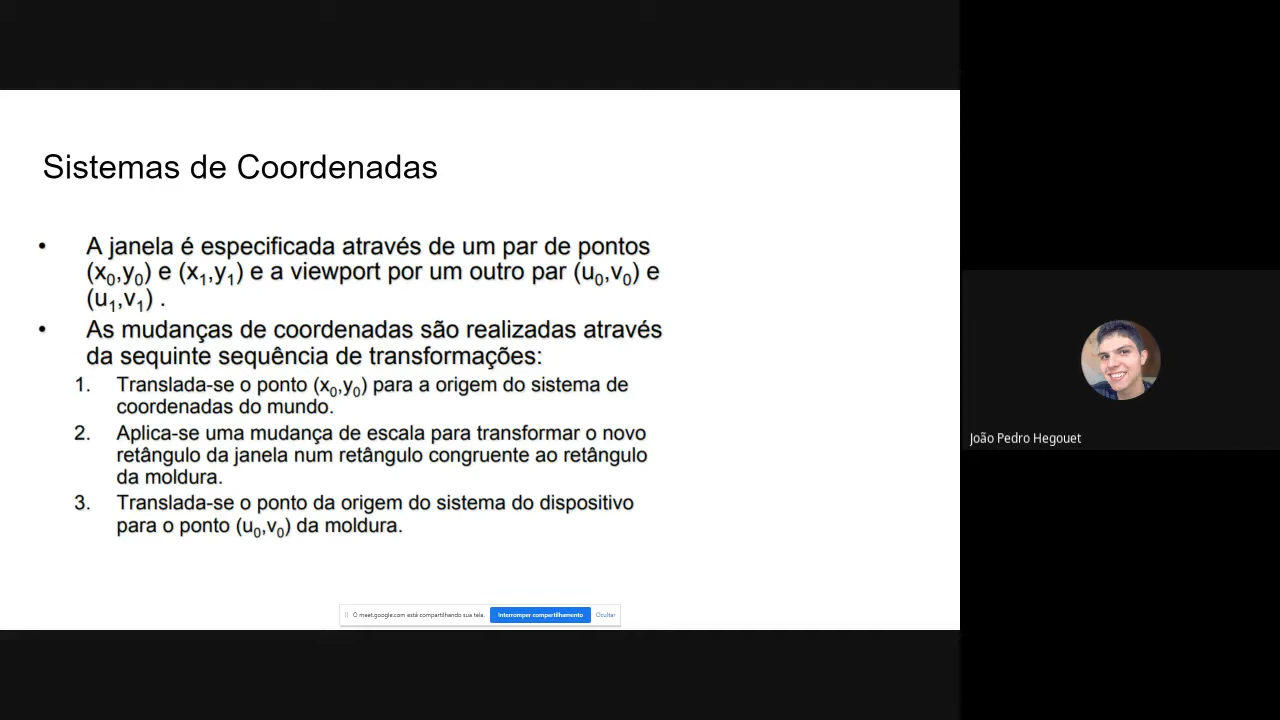 Sistemas de Coordenadas
• A janela é especificada através de um par de pontos
(x₀,y₀) e (x₁,y₁) e a viewport por um outro par (u₀,v₀) e
(u₁,v₁) .
• As mudanças de coordenadas são realizadas através
da sequinte sequência de transformações:
1. Translada-se o ponto (x₀,y₀) para a origem do sistema de
coordenadas do mundo.
2. Aplica-se uma mudança de escala para transformar o novo
retângulo da janela num retângulo congruente ao retângulo
da moldura.
3. Translada-se o ponto da origem do sistema do dispositivo
para o ponto (u₀,v₀) da moldura.
O meet.google.com está compartilhando sua tela. Interromper compartilhamento Ocultar
João Pedro Hegouet